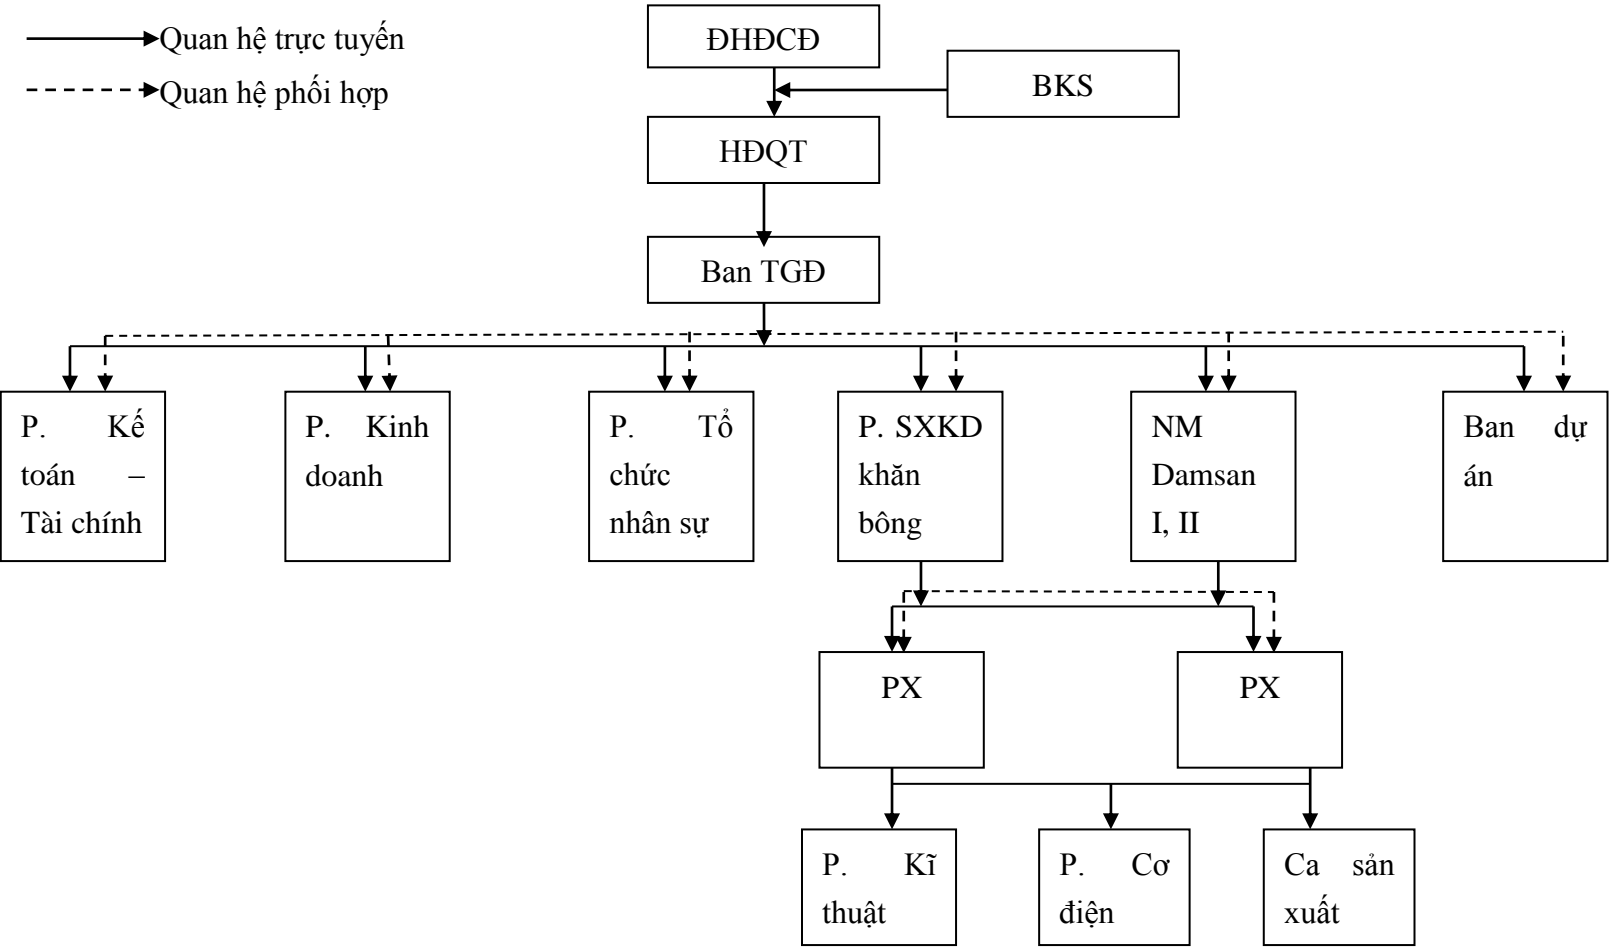 Quan hệ trực tuyến
Quan hệ phối hợp
ĐHĐCĐ
BKS
HĐQT
Ban TGĐ
P. Kế
toán –
Tài chính
P. Kinh
doanh
P. Tổ
chức
nhân sự
P. SXKD
khăn
bông
NM
Damsan
I, II
Ban dự
án
PX
PX
P. Kĩ
thuật
P. Cơ
điện
Ca sản
xuất